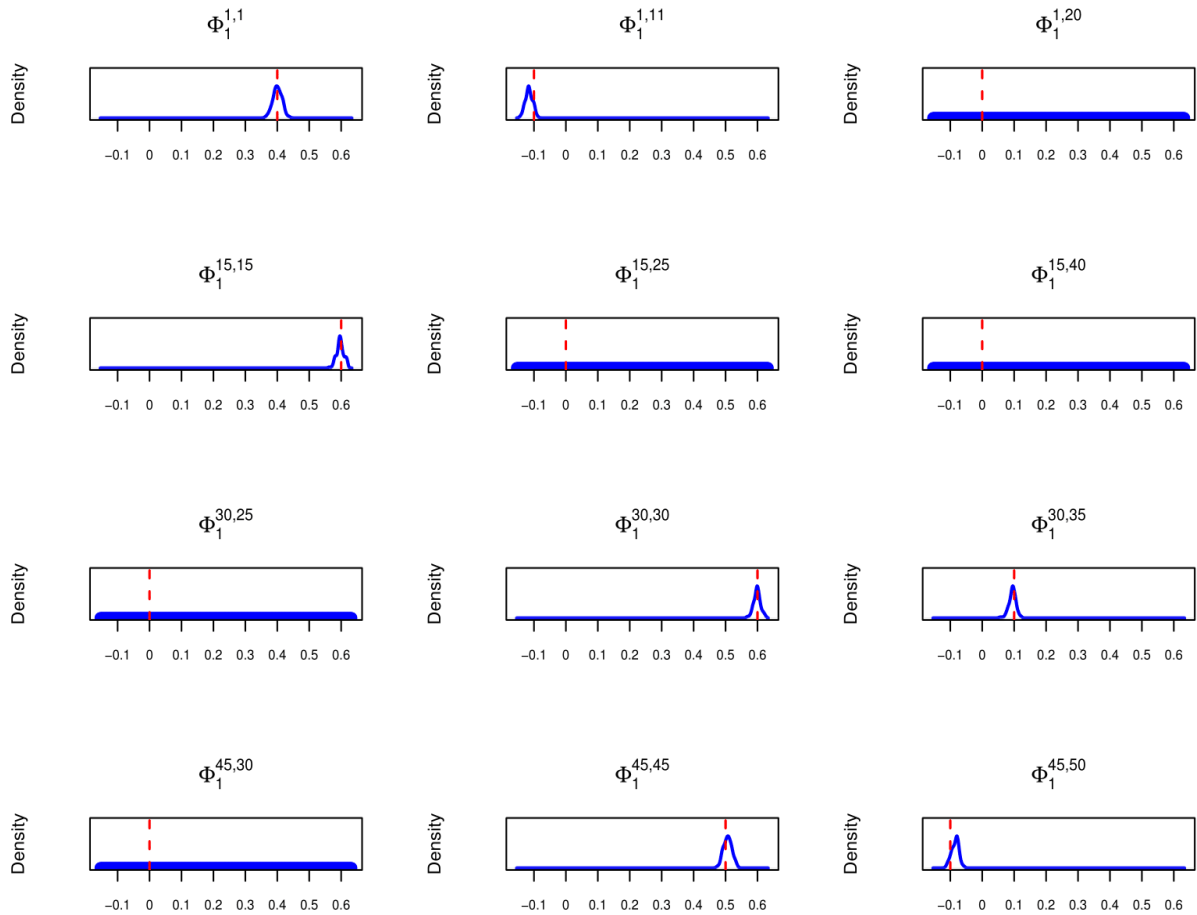 Φ₁^{1,1} Φ₁^{1,11} Φ₁^{1,20}
Density Density Density
−0.1 0 0.1 0.2 0.3 0.4 0.5 0.6 −0.1 0 0.1 0.2 0.3 0.4 0.5 0.6 −0.1 0 0.1 0.2 0.3 0.4 0.5 0.6
Φ₁^{15,15} Φ₁^{15,25} Φ₁^{15,40}
Density Density Density
−0.1 0 0.1 0.2 0.3 0.4 0.5 0.6 −0.1 0 0.1 0.2 0.3 0.4 0.5 0.6 −0.1 0 0.1 0.2 0.3 0.4 0.5 0.6
Φ₁^{30,25} Φ₁^{30,30} Φ₁^{30,35}
Density Density Density
−0.1 0 0.1 0.2 0.3 0.4 0.5 0.6 −0.1 0 0.1 0.2 0.3 0.4 0.5 0.6 −0.1 0 0.1 0.2 0.3 0.4 0.5 0.6
Φ₁^{45,30} Φ₁^{45,45} Φ₁^{45,50}
Density Density Density
−0.1 0 0.1 0.2 0.3 0.4 0.5 0.6 −0.1 0 0.1 0.2 0.3 0.4 0.5 0.6 −0.1 0 0.1 0.2 0.3 0.4 0.5 0.6